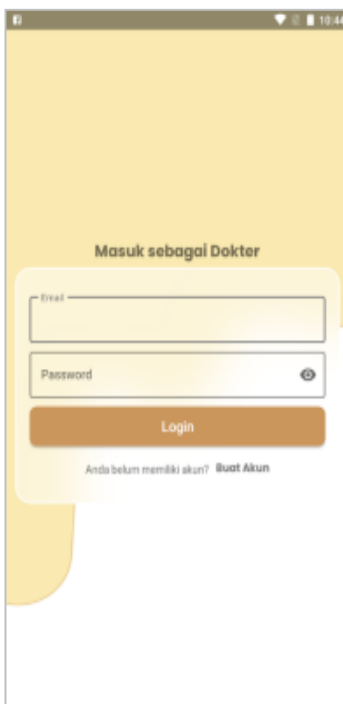 10:44
Masuk sebagai Dokter
Email
Password
Login
Anda belum memiliki akun? Buat Akun